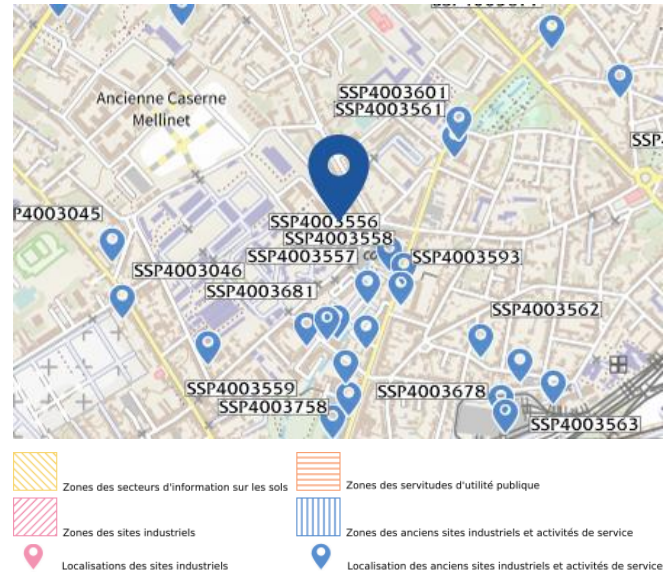 SSP4003601
Ancienne Caserne
Mellinet
SSP4003561
SSP4003556
P4003045
SSP4003558
SSP4003557
SSP4003593
SSP4003046
SSP4003681
SSP4003562
SSP4003559
SSP4003678
SSP4003758
SSP4003563
Zones des secteurs d'information sur les sols
Zones des servitudes d'utilité publique
Zones des sites industriels
Zones des anciens sites industriels et activités de service
Localisations des sites industriels
Localisation des anciens sites industriels et activités de service